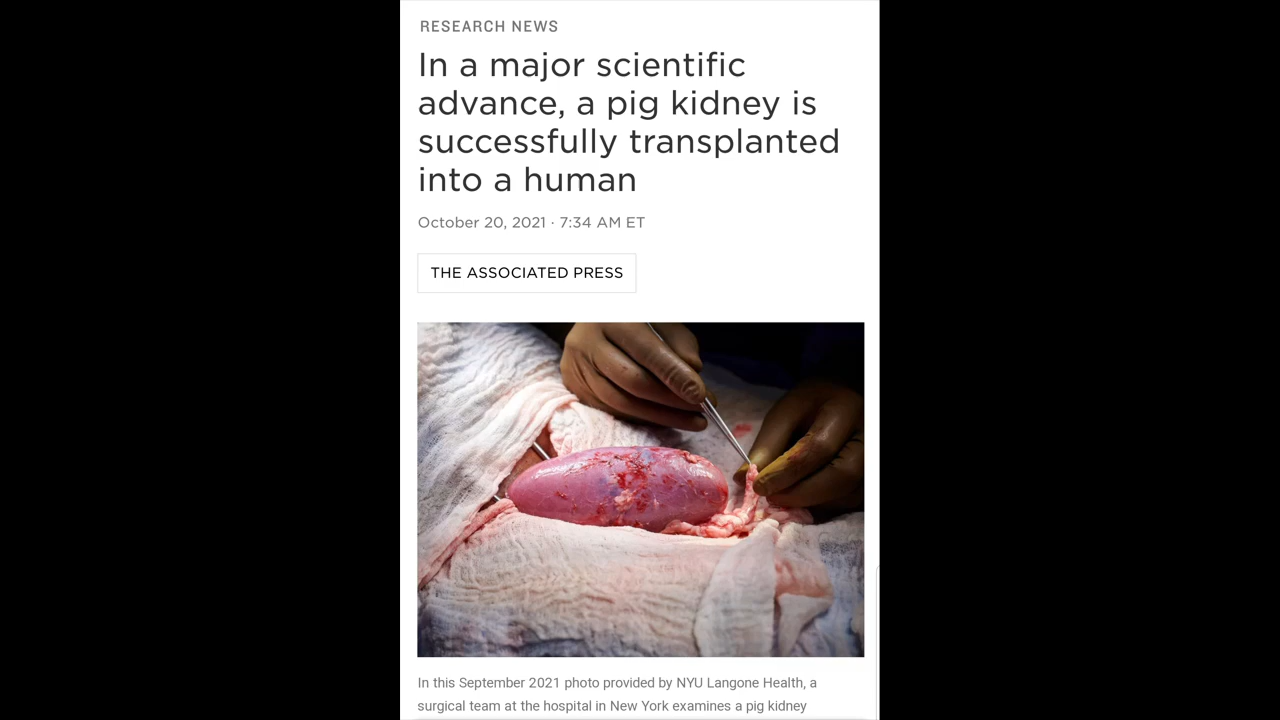 RESEARCH NEWS
In a major scientific
advance, a pig kidney is
successfully transplanted
into a human
October 20, 2021 · 7:34 AM ET
THE ASSOCIATED PRESS
In this September 2021 photo provided by NYU Langone Health, a
surgical team at the hospital in New York examines a pig kidney